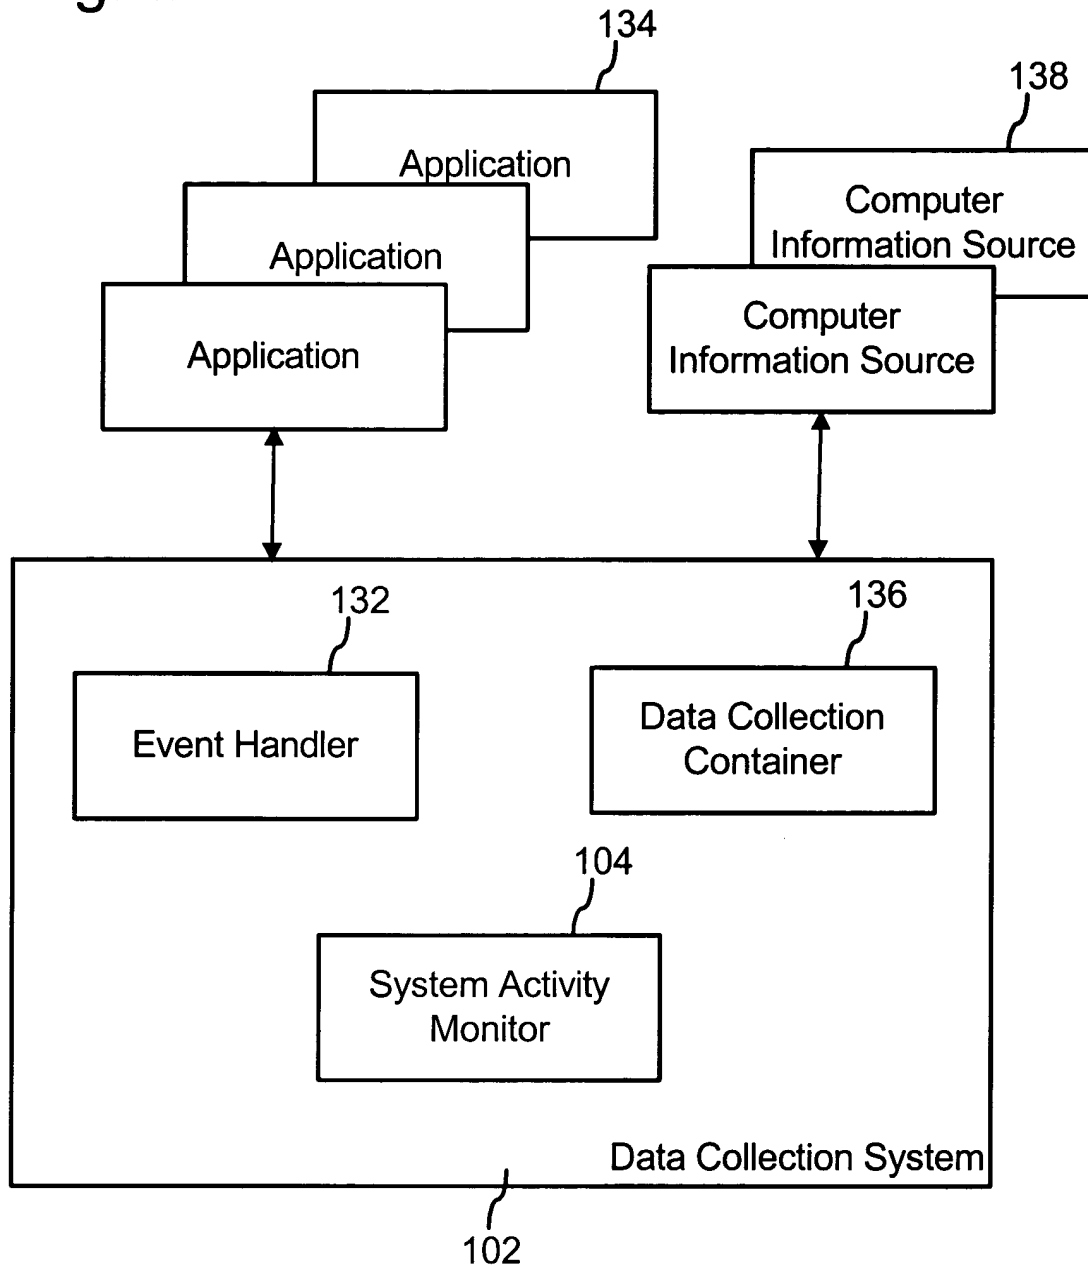 134
138
Application
Application
Application
Computer
Information Source
Computer
Information Source
132
136
Event Handler
Data Collection
Container
104
System Activity
Monitor
Data Collection System
102